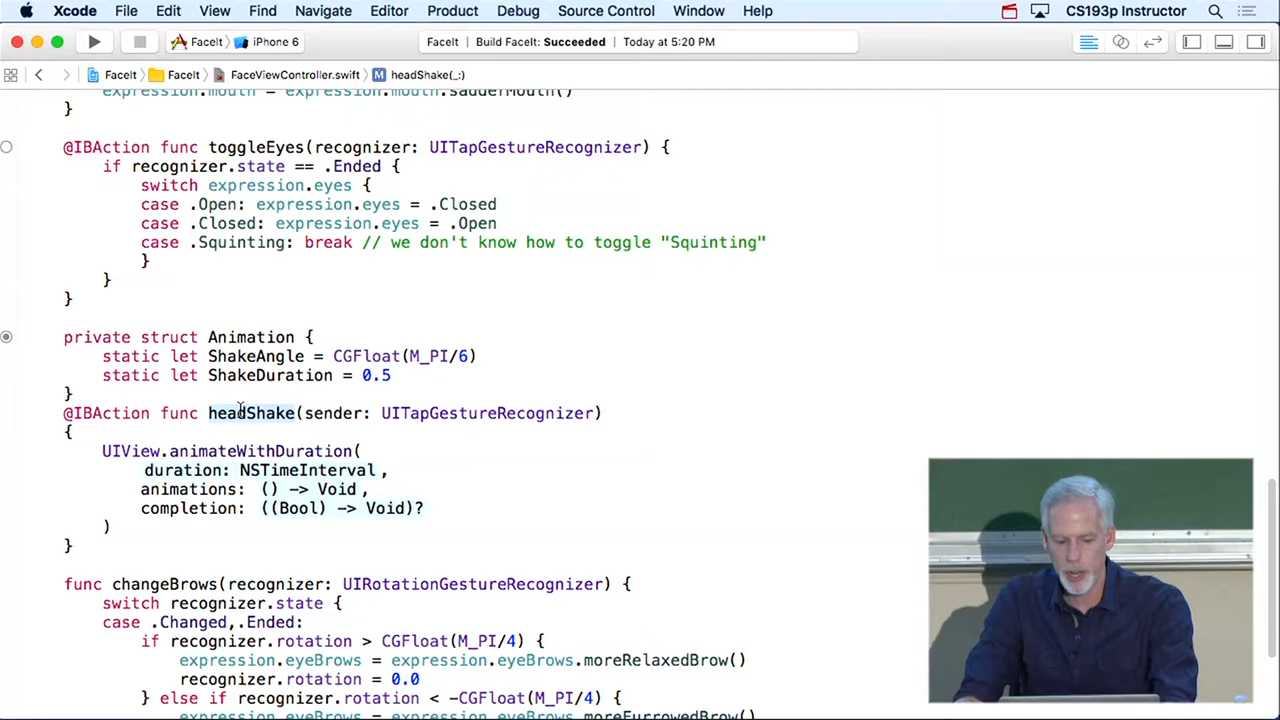 Xcode File Edit View Find Navigate Editor Product Debug Source Control Window Help CS193p Instructor
FaceIt iPhone 6 FaceIt Build FaceIt: Succeeded Today at 5:20 PM
FaceIt FaceIt FaceViewController.swift M headShake(_:)
expression.mouth = expression.mouth.sadderMouth()
}
@IBAction func toggleEyes(recognizer: UITapGestureRecognizer) {
if recognizer.state == .Ended {
switch expression.eyes {
case .Open: expression.eyes = .Closed
case .Closed: expression.eyes = .Open
case .Squinting: break // we don't know how to toggle "Squinting"
}
}
}
private struct Animation {
static let ShakeAngle = CGFloat(M_PI/6)
static let ShakeDuration = 0.5
}
@IBAction func headShake(sender: UITapGestureRecognizer)
{
UIView.animateWithDuration(
duration: NSTimeInterval,
animations: () -> Void,
completion: ((Bool) -> Void)?
)
}
func changeBrows(recognizer: UIRotationGestureRecognizer) {
switch recognizer.state {
case .Changed,.Ended:
if recognizer.rotation > CGFloat(M_PI/4) {
expression.eyeBrows = expression.eyeBrows.moreRelaxedBrow()
recognizer.rotation = 0.0
} else if recognizer.rotation < -CGFloat(M_PI/4) {
expression.eyeBrows = expression.eyeBrows.moreFurrowedBrow()